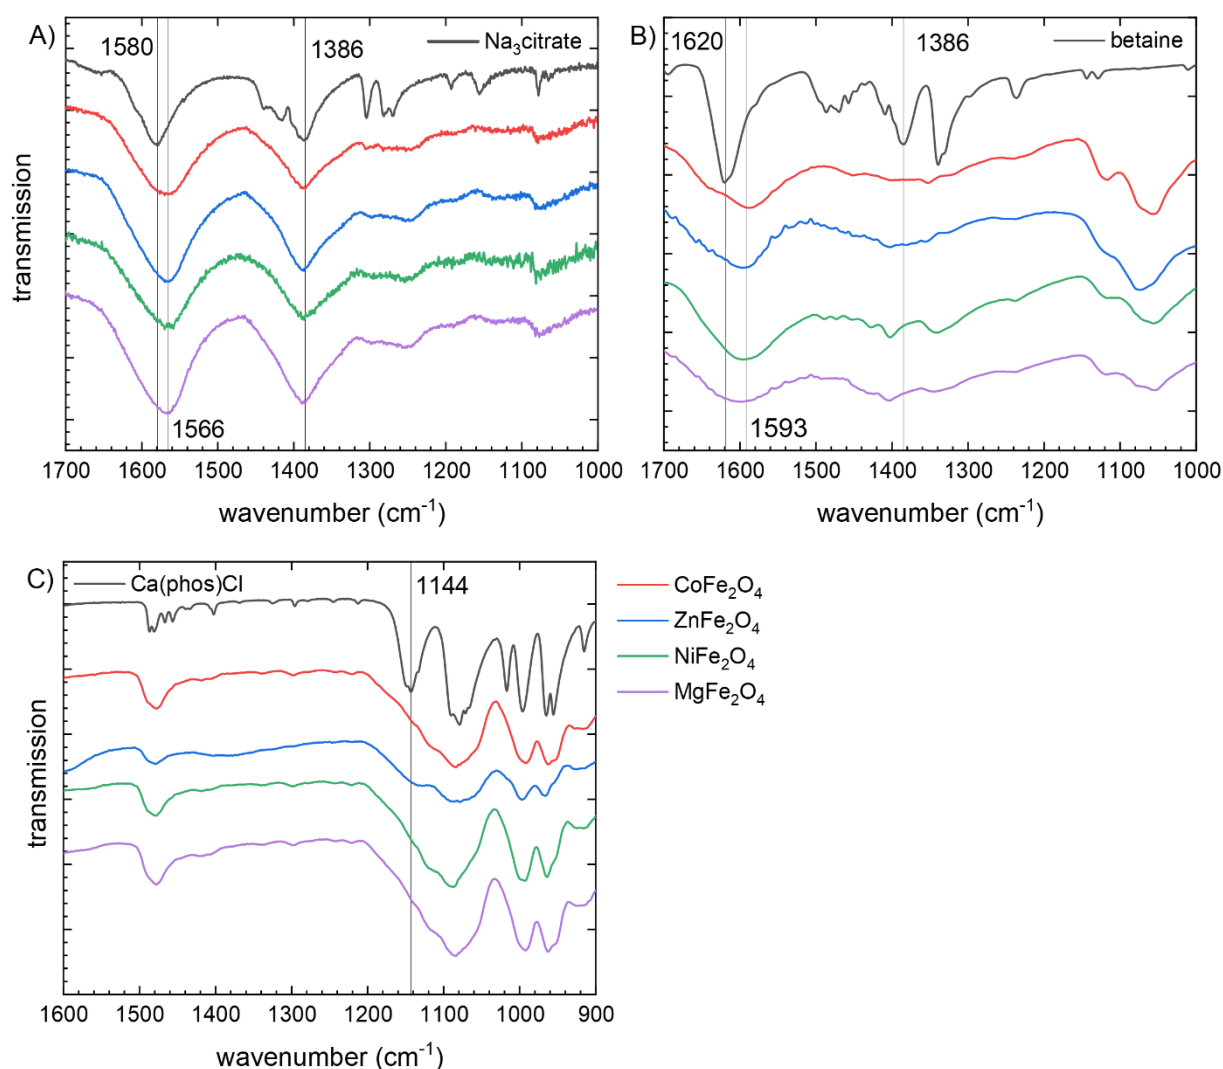 A)
1580
1386
Na₃citrate
transmission
1566
1700 1600 1500 1400 1300 1200 1100 1000
wavenumber (cm⁻¹)
B)
1620
1386
betaine
1593
1700 1600 1500 1400 1300 1200 1100 1000
wavenumber (cm⁻¹)
C)
Ca(phos)Cl
1144
transmission
1600 1500 1400 1300 1200 1100 1000 900
wavenumber (cm⁻¹)
CoFe₂O₄
ZnFe₂O₄
NiFe₂O₄
MgFe₂O₄